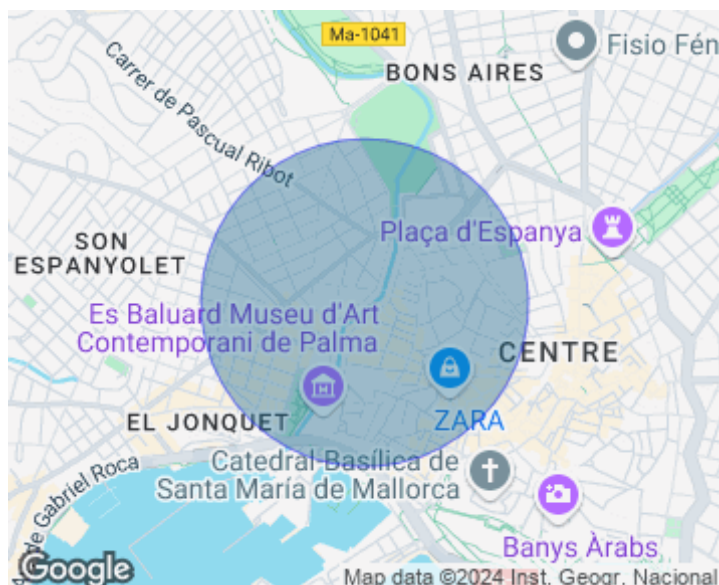 Ma-1041
Fisio Fén
BONS AIRES
Carrer de Pascual Ribot
Plaça d'Espanya
SON
ESPANYOLET
Es Baluard Museu d'Art
Contemporani de Palma
CENTRE
EL JONQUET
ZARA
Catedral-Basílica de
Santa María de Mallorca
de Gabriel Roca
Banys Àrabs
Google
Map data ©2024 Inst. Geogr. Nacional